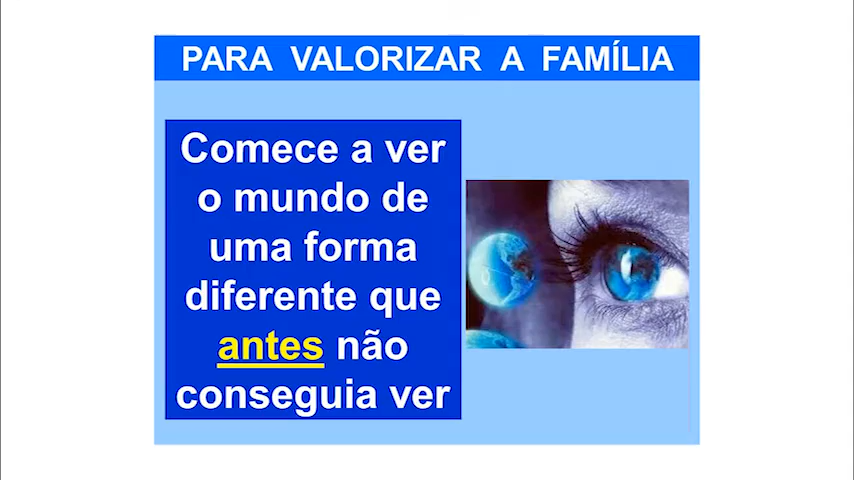 PARA VALORIZAR A FAMÍLIA
Comece a ver
o mundo de
uma forma
diferente que
antes não
conseguia ver